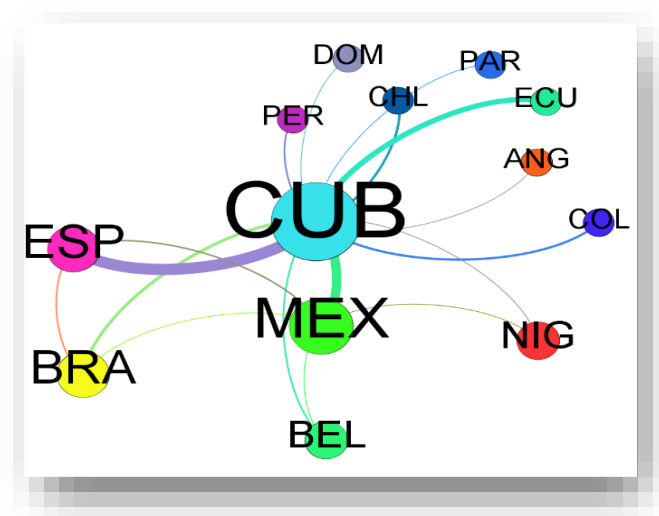 DOM
PAR
CHL
ECU
PER
ANG
CUB
COL
ESP
MEX
NIG
BRA
BEL